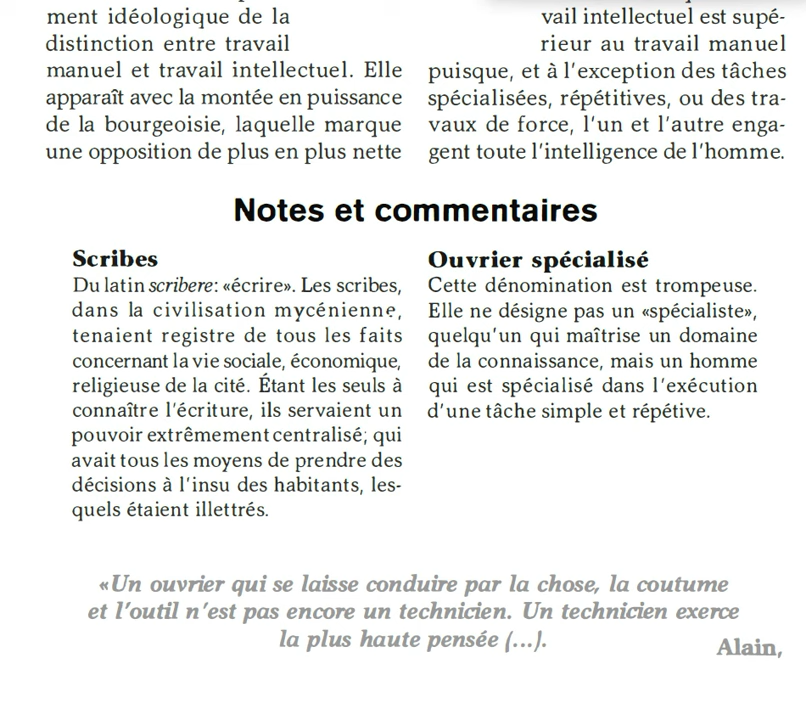 ment idéologique de la
distinction entre travail
manuel et travail intellectuel. Elle
apparaît avec la montée en puissance
de la bourgeoisie, laquelle marque
une opposition de plus en plus nette
vail intellectuel est supé-
rieur au travail manuel
puisque, et à l'exception des tâches
spécialisées, répétitives, ou des tra-
vaux de force, l'un et l'autre enga-
gent toute l'intelligence de l'homme.
Notes et commentaires
Scribes
Du latin scribere: «écrire». Les scribes,
dans la civilisation mycénienne,
tenaient registre de tous les faits
concernant la vie sociale, économique,
religieuse de la cité. Étant les seuls à
connaître l'écriture, ils servaient un
pouvoir extrêmement centralisé; qui
avait tous les moyens de prendre des
décisions à l'insu des habitants, les-
quels étaient illettrés.
Ouvrier spécialisé
Cette dénomination est trompeuse.
Elle ne désigne pas un «spécialiste»,
quelqu'un qui maîtrise un domaine
de la connaissance, mais un homme
qui est spécialisé dans l'exécution
d'une tâche simple et répétive.
«Un ouvrier qui se laisse conduire par la chose, la coutume
et l'outil n'est pas encore un technicien. Un technicien exerce
la plus haute pensée (...).
Alain,